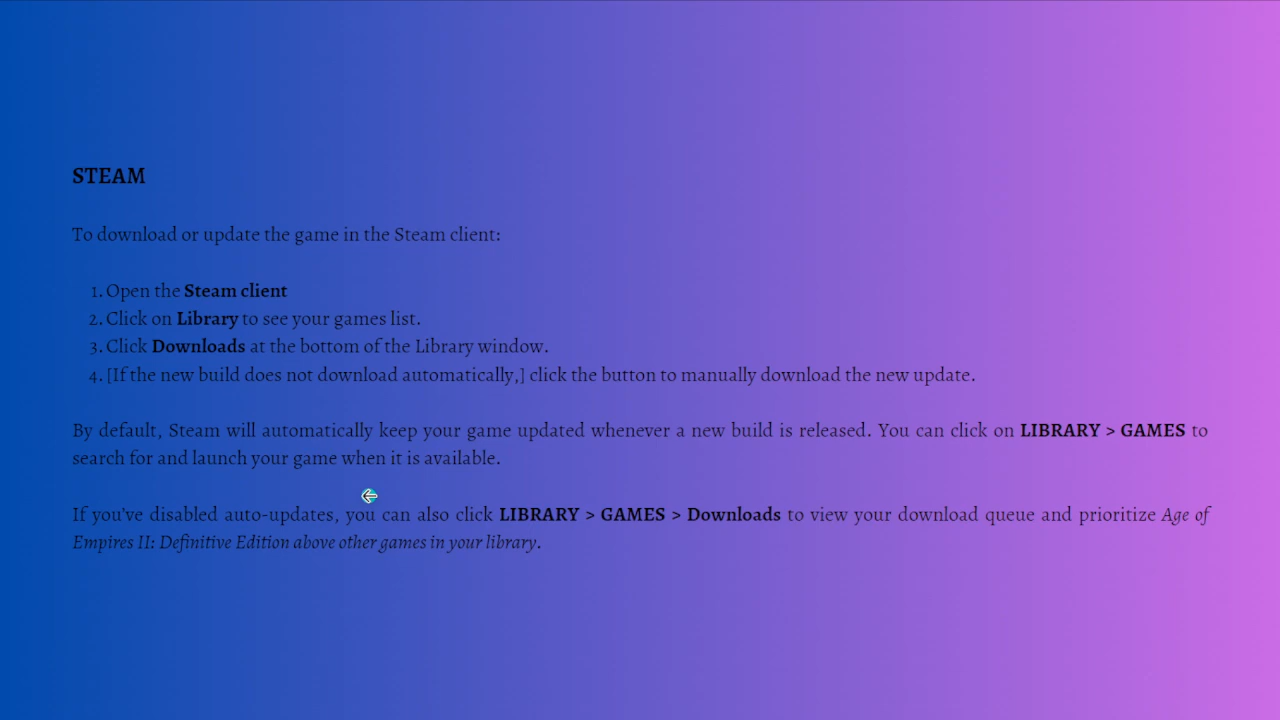 STEAM
To download or update the game in the Steam client:
1. Open the Steam client
2. Click on Library to see your games list.
3. Click Downloads at the bottom of the Library window.
4. [If the new build does not download automatically,] click the button to manually download the new update.
By default, Steam will automatically keep your game updated whenever a new build is released. You can click on LIBRARY > GAMES to
search for and launch your game when it is available.
If you've disabled auto-updates, you can also click LIBRARY > GAMES > Downloads to view your download queue and prioritize Age of
Empires II: Definitive Edition above other games in your library.